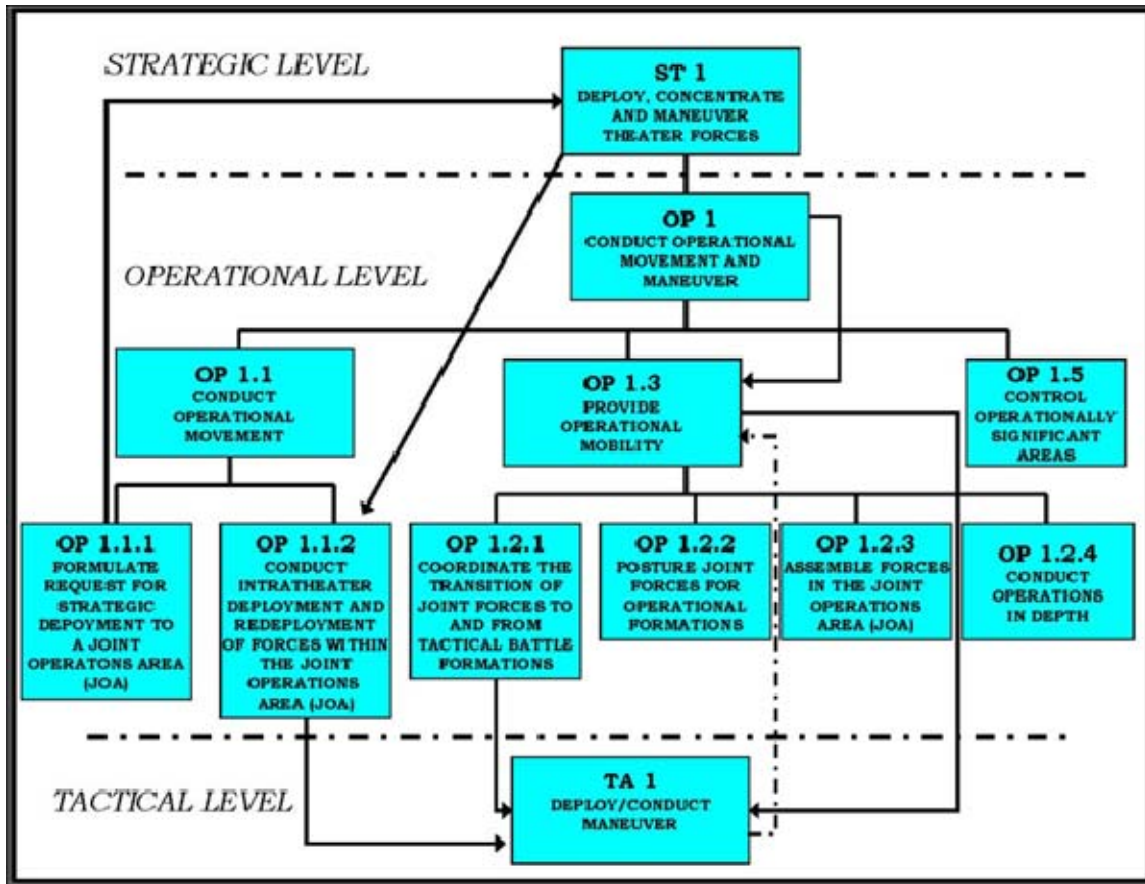 STRATEGIC LEVEL
ST 1
DEPLOY, CONCENTRATE
AND MANEUVER
THEATER FORCES
OPERATIONAL LEVEL
OP 1
CONDUCT OPERATIONAL
MOVEMENT AND
MANEUVER
OP 1.1
CONDUCT
OPERATIONAL
MOVEMENT
OP 1.3
PROVIDE
OPERATIONAL
MOBILITY
OP 1.5
CONTROL
OPERATIONALLY
SIGNIFICANT
AREAS
OP 1.1.1
FORMULATE
REQUEST FOR
STRATEGIC
DEPOYMENT TO
A JOINT
OPERATONS AREA
(JOA)
OP 1.1.2
CONDUCT
INTRATHEATER
DEPLOYMENT AND
REDEPLOYMENT
OF FORCES WITHIN
THE JOINT
OPERATIONS
AREA (JOA)
OP 1.2.1
COORDINATE THE
TRANSITION OF
JOINT FORCES TO
AND FROM
TACTICAL BATTLE
FORMATIONS
OP 1.2.2
POSTURE JOINT
FORCES FOR
OPERATIONAL
FORMATIONS
OP 1.2.3
ASSEMBLE FORCES
IN THE JOINT
OPERATIONS
AREA (JOA)
OP 1.2.4
CONDUCT
OPERATIONS
IN DEPTH
TACTICAL LEVEL
TA 1
DEPLOY/CONDUCT
MANEUVER